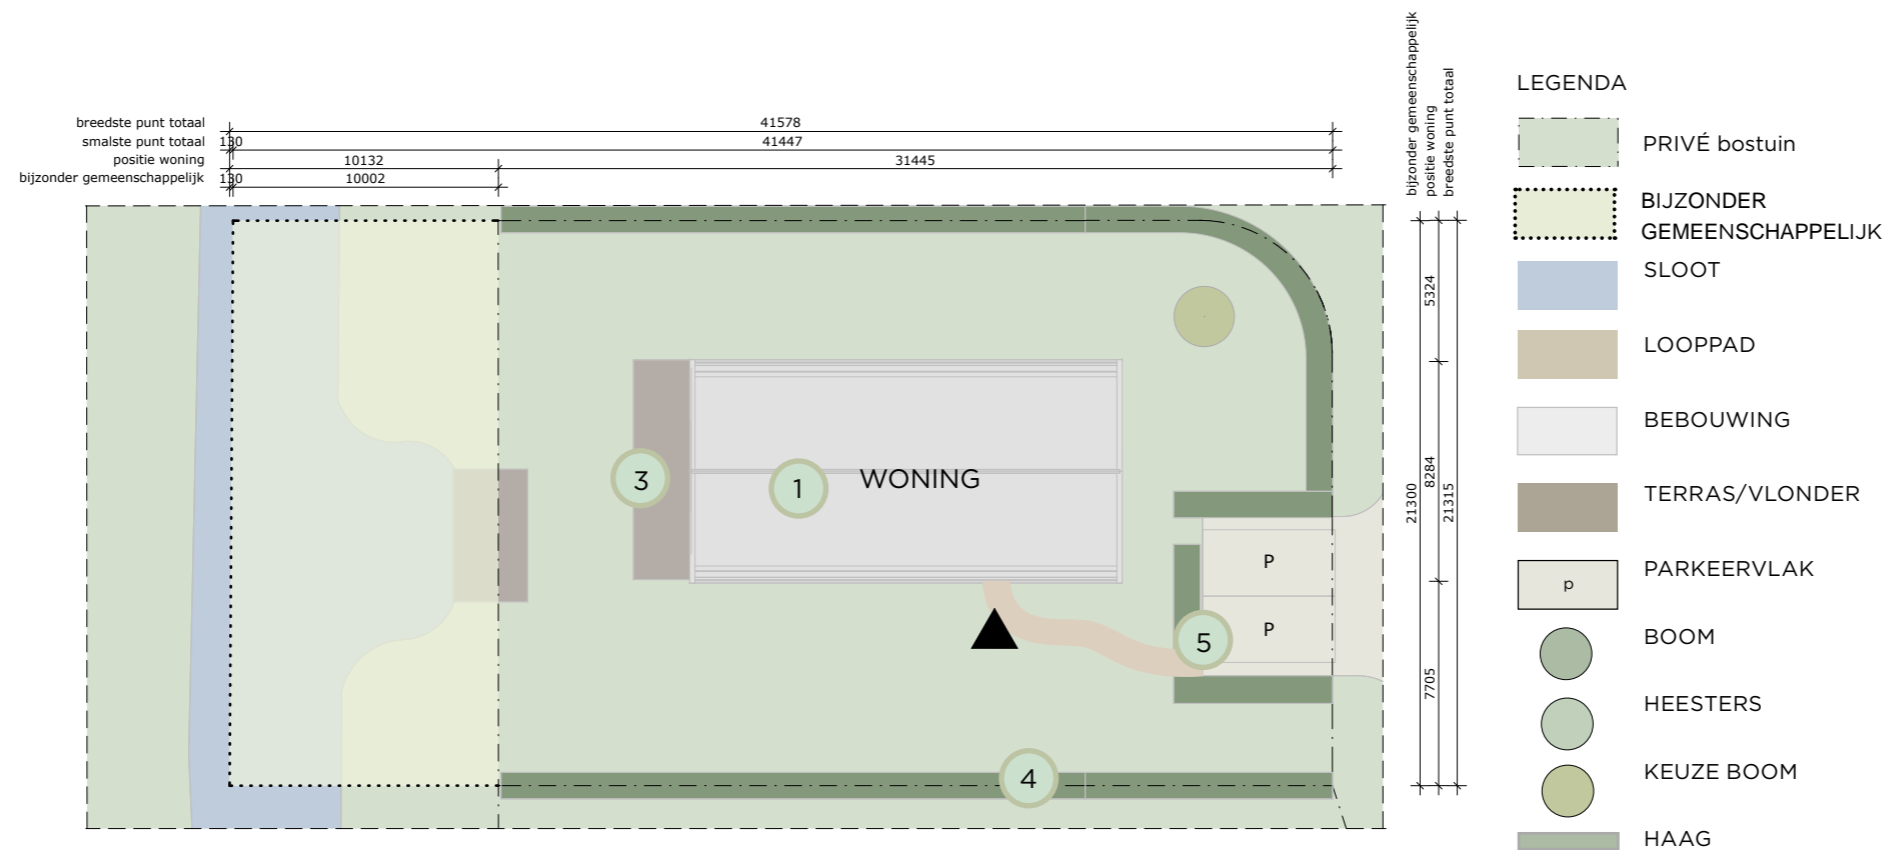 breedste punt totaal
41578
smalste punt totaal
130
41447
positie woning
10132
31445
bijzonder gemeenschappelijk
130
10002
bijzonder gemeenschappelijk
positie woning
breedste punt totaal
5324
8284
7705
21300
21315
3
1
WONING
P
P
5
4
LEGENDA
PRIVÉ bostuin
BIJZONDER
GEMEENSCHAPPELIJK
SLOOT
LOOPPAD
BEBOUWING
TERRAS/VLONDER
p
PARKEERVLAK
BOOM
HEESTERS
KEUZE BOOM
HAAG